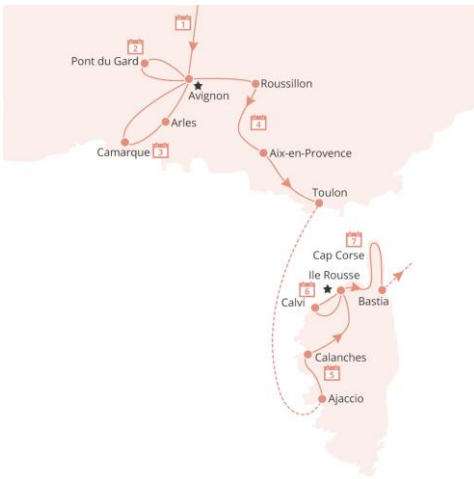 1
2
Pont du Gard
Avignon
Roussillon
Arles
4
Camarque
3
Aix-en-Provence
Toulon
7
Cap Corse
Ile Rousse
6
Calvi
Bastia
Calanches
5
Ajaccio